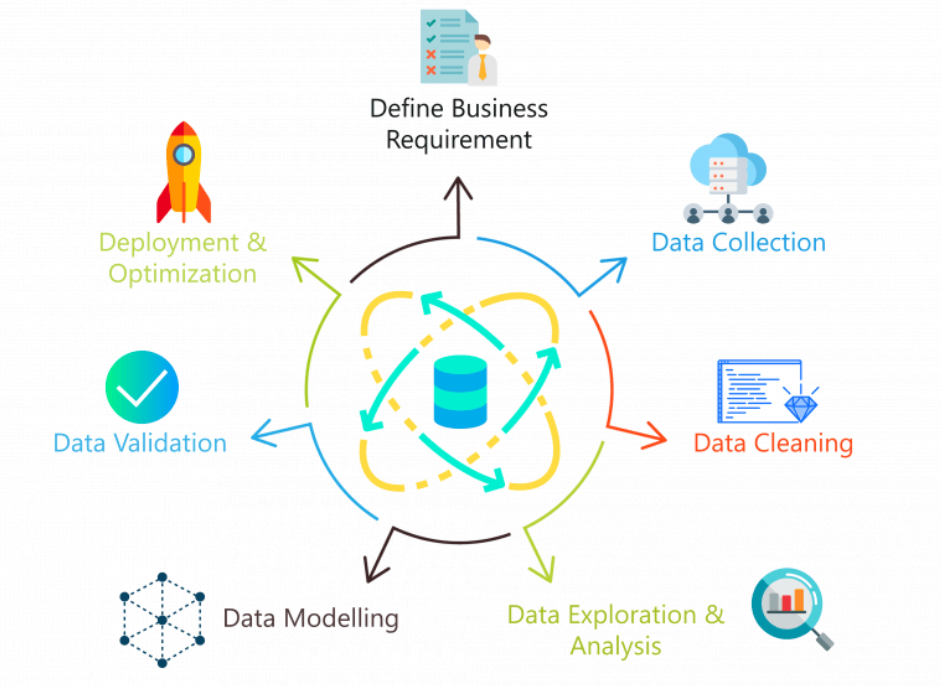 Define Business
Requirement
Data Collection
Data Cleaning
Data Exploration &
Analysis
Data Modelling
Data Validation
Deployment &
Optimization